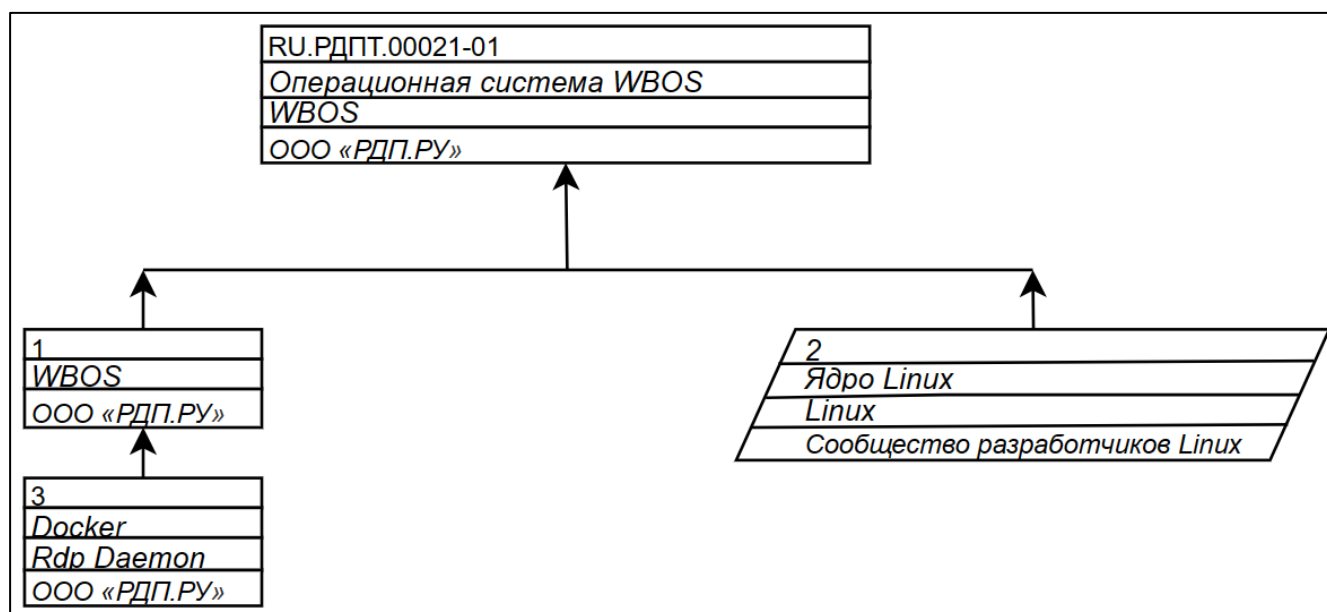 RU.РДПТ.00021-01
Операционная система WBOS
WBOS
ООО «РДП.РУ»
1
WBOS
ООО «РДП.РУ»
2
Ядро Linux
Linux
Сообщество разработчиков Linux
3
Docker
Rdp Daemon
ООО «РДП.РУ»